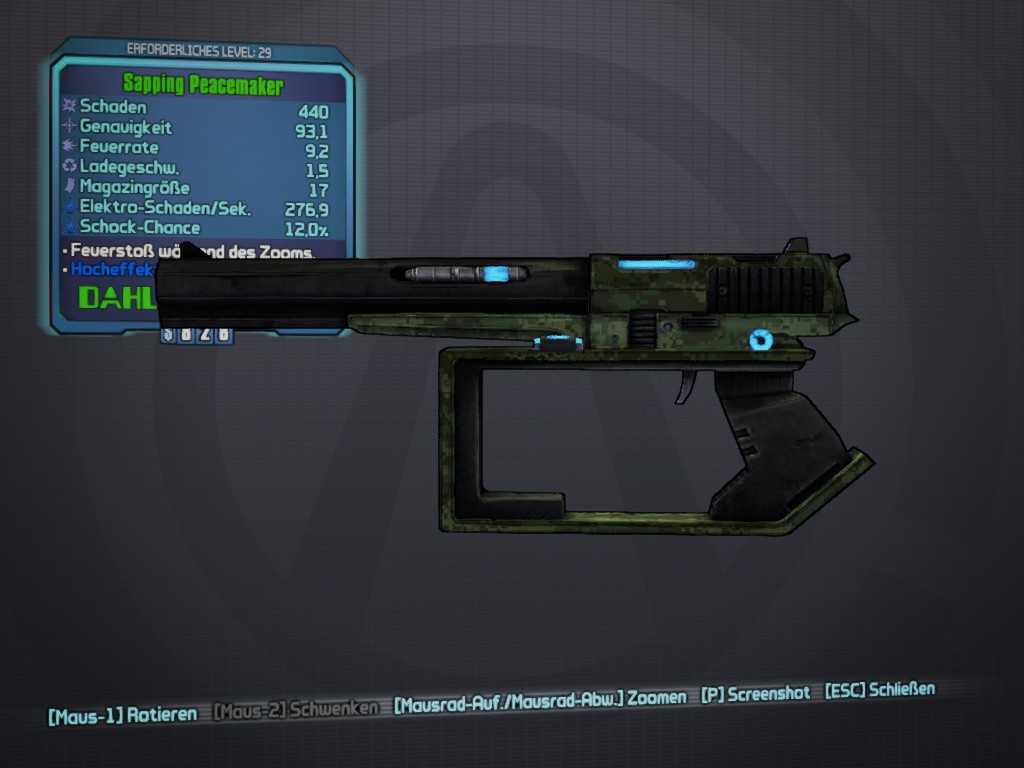 ERFORDERLICHES LEVEL: 29
Sapping Peacemaker
Schaden 440
Genauigkeit 93,1
Feuerrate 9,2
Ladegeschw. 1,5
Magazingröße 17
Elektro-Schaden/Sek. 276,9
Schock-Chance 12,0%
• Feuerstoß während des Zooms.
• Hocheffek
DAHL
[Maus-1] Rotieren [Maus-2] Schwenken [Mausrad-Auf./Mausrad-Abw.] Zoomen [P] Screenshot [ESC] Schließen